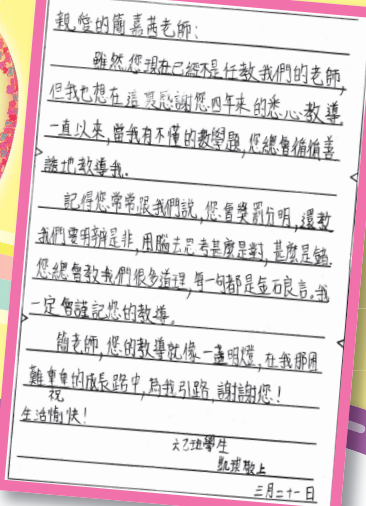 親愛的簡嘉茜老師：
雖然您現在已經不是任教我們的老師，
但我也想在這裏感謝您四年來的悉心教導。
一直以來，當我有不懂的數學題，您總會循循善
誘地教導我。
記得您常常跟我們說，您會獎罰分明，還教
我們要明辨是非，用腦去思考甚麼是對，甚麼是錯。
您總會教我們很多道理，每一句都是金石良言。我
一定會謹記您的教導。
簡老師，您的教導就像一盞明燈，在我那困
難重重的成長路中，為我引路，謝謝您！
祝
生活愉快！
六乙班學生
凱琪敬上
三月二十一日